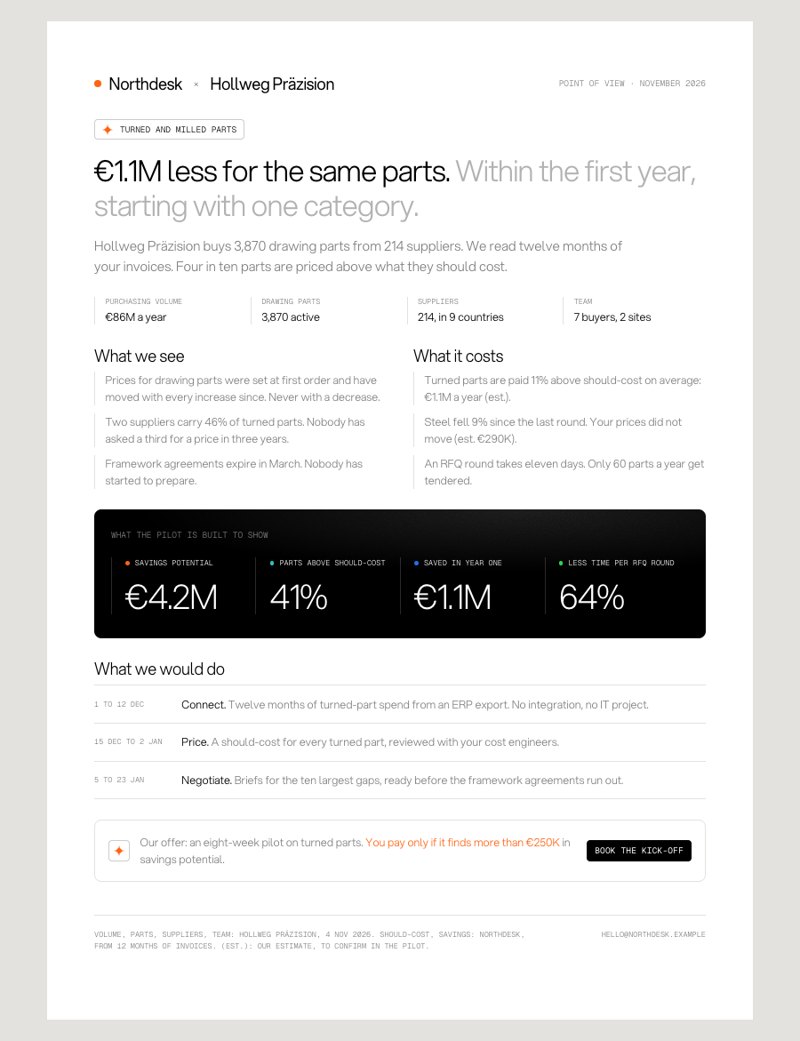 Northdesk × Hollweg Präzision
POINT OF VIEW · NOVEMBER 2026
TURNED AND MILLED PARTS
€1.1M less for the same parts. Within the first year,
starting with one category.
Hollweg Präzision buys 3,870 drawing parts from 214 suppliers. We read twelve months of
your invoices. Four in ten parts are priced above what they should cost.
PURCHASING VOLUME
€86M a year
DRAWING PARTS
3,870 active
SUPPLIERS
214, in 9 countries
TEAM
7 buyers, 2 sites
What we see
Prices for drawing parts were set at first order and have
moved with every increase since. Never with a decrease.
Two suppliers carry 46% of turned parts. Nobody has
asked a third for a price in three years.
Framework agreements expire in March. Nobody has
started to prepare.
What it costs
Turned parts are paid 11% above should-cost on average:
€1.1M a year (est.).
Steel fell 9% since the last round. Your prices did not
move (est. €290K).
An RFQ round takes eleven days. Only 60 parts a year get
tendered.
WHAT THE PILOT IS BUILT TO SHOW
SAVINGS POTENTIAL
€4.2M
PARTS ABOVE SHOULD-COST
41%
SAVED IN YEAR ONE
€1.1M
LESS TIME PER RFQ ROUND
64%
What we would do
1 TO 12 DEC
Connect. Twelve months of turned-part spend from an ERP export. No integration, no IT project.
15 DEC TO 2 JAN
Price. A should-cost for every turned part, reviewed with your cost engineers.
5 TO 23 JAN
Negotiate. Briefs for the ten largest gaps, ready before the framework agreements run out.
Our offer: an eight-week pilot on turned parts. You pay only if it finds more than €250K in
savings potential.
BOOK THE KICK-OFF
VOLUME, PARTS, SUPPLIERS, TEAM: HOLLWEG PRÄZISION, 4 NOV 2026. SHOULD-COST, SAVINGS: NORTHDESK,
FROM 12 MONTHS OF INVOICES. (EST.): OUR ESTIMATE, TO CONFIRM IN THE PILOT.
HELLO@NORTHDESK.EXAMPLE